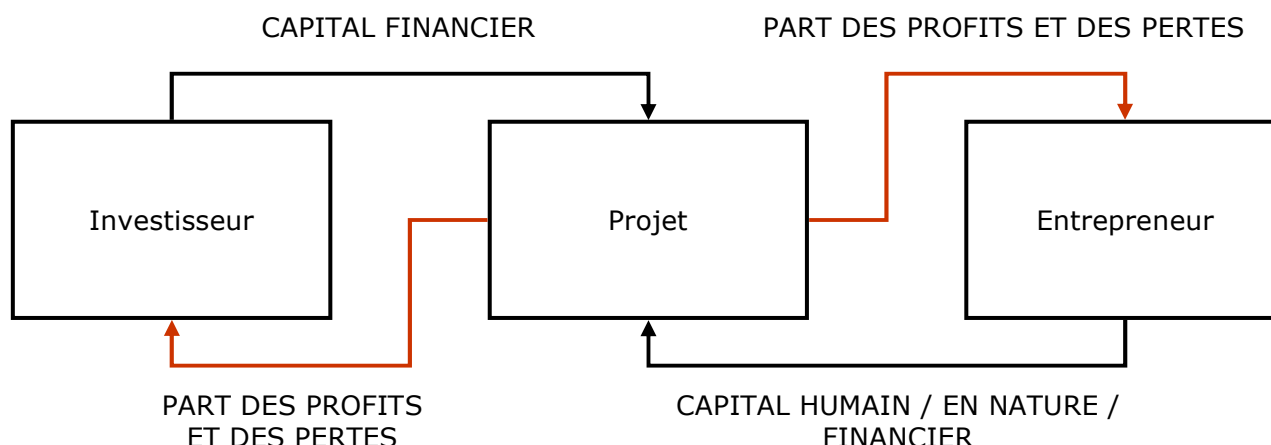 CAPITAL FINANCIER
PART DES PROFITS ET DES PERTES
Investisseur
Projet
Entrepreneur
PART DES PROFITS
ET DES PERTES
CAPITAL HUMAIN / EN NATURE /
FINANCIER